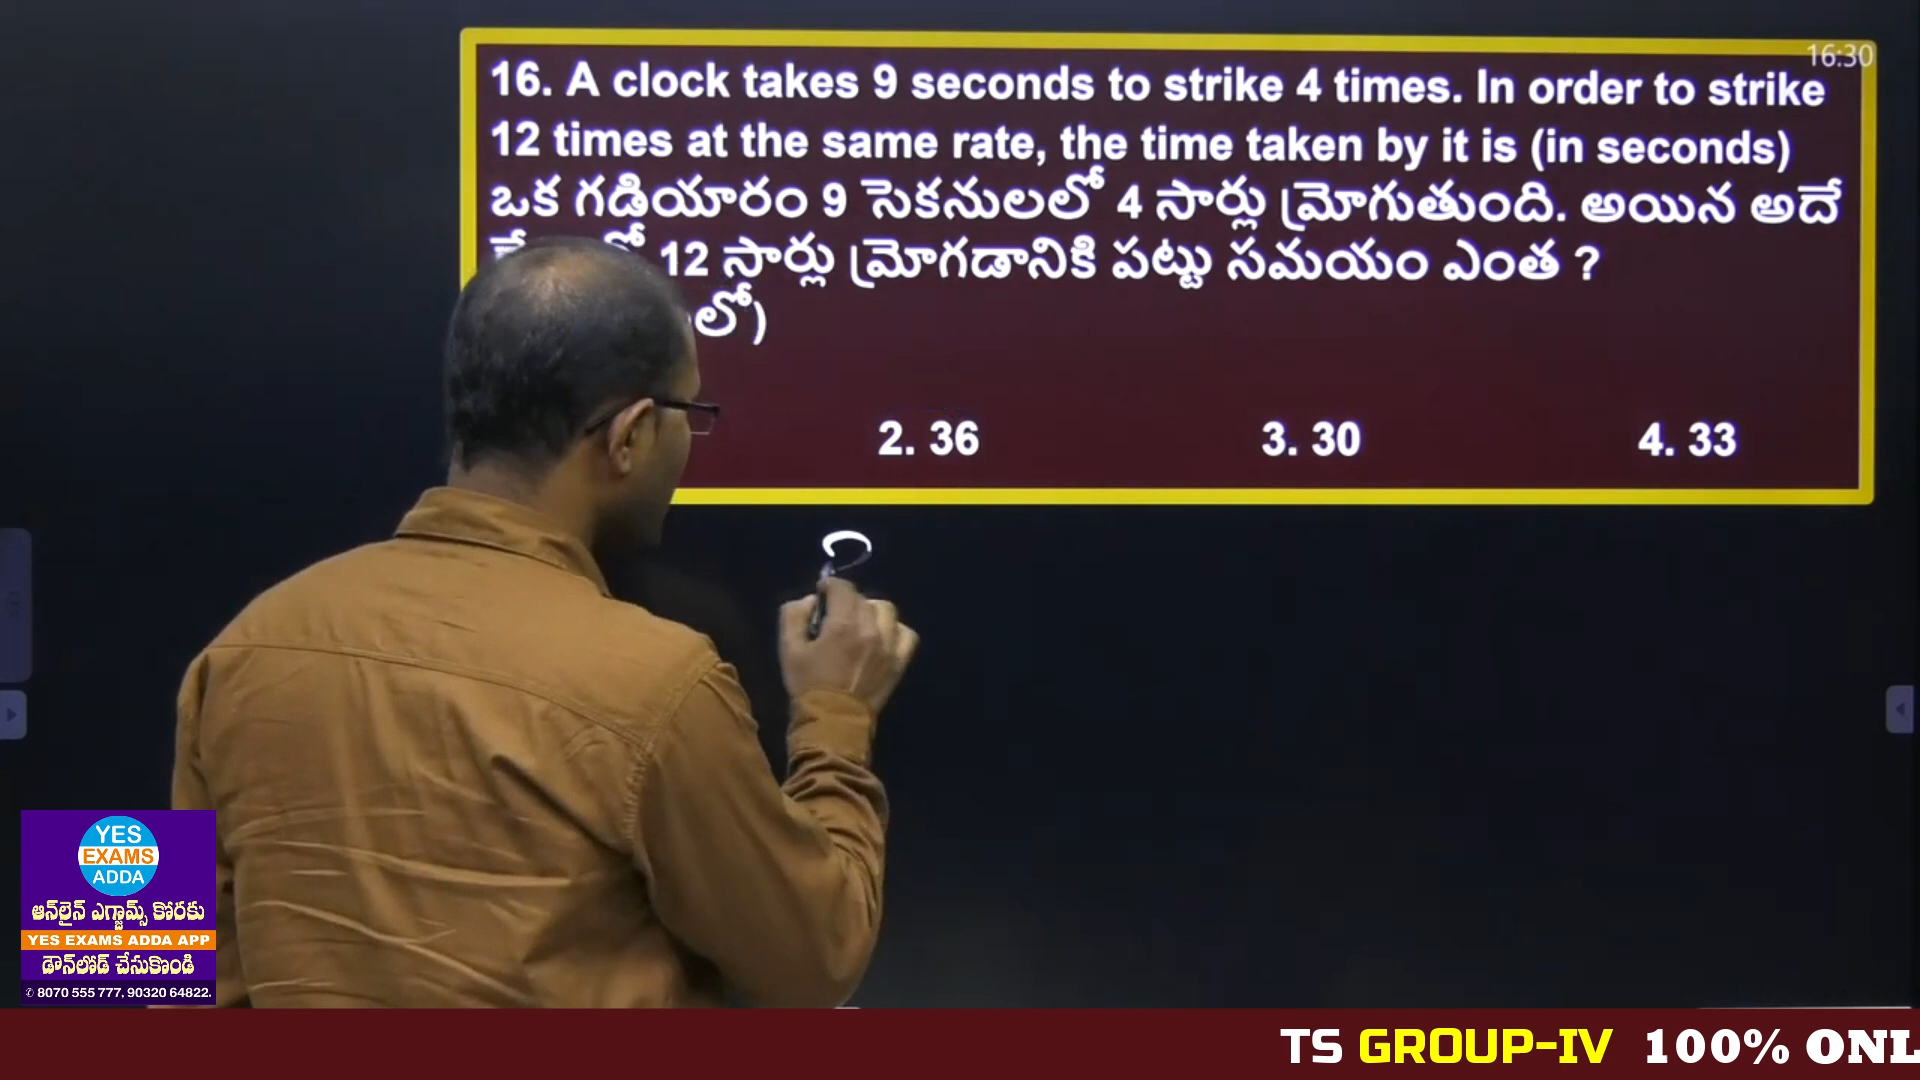 16:30
16. A clock takes 9 seconds to strike 4 times. In order to strike
12 times at the same rate, the time taken by it is (in seconds)
ఒక గడియారం 9 సెకనులలో 4 సార్లు మ్రోగుతుంది. అయిన అదే
12 సార్లు మ్రోగడానికి పట్టు సమయం ఎంత ?
లో)
2. 36 3. 30 4. 33
YES
EXAMS
ADDA
ఆన్‌లైన్ ఎగ్జామ్స్ కోరకు
YES EXAMS ADDA APP
డౌన్‌లోడ్ చేసుకొండి
✆ 8070 555 777, 90320 64822.
TS GROUP-IV 100% ONL